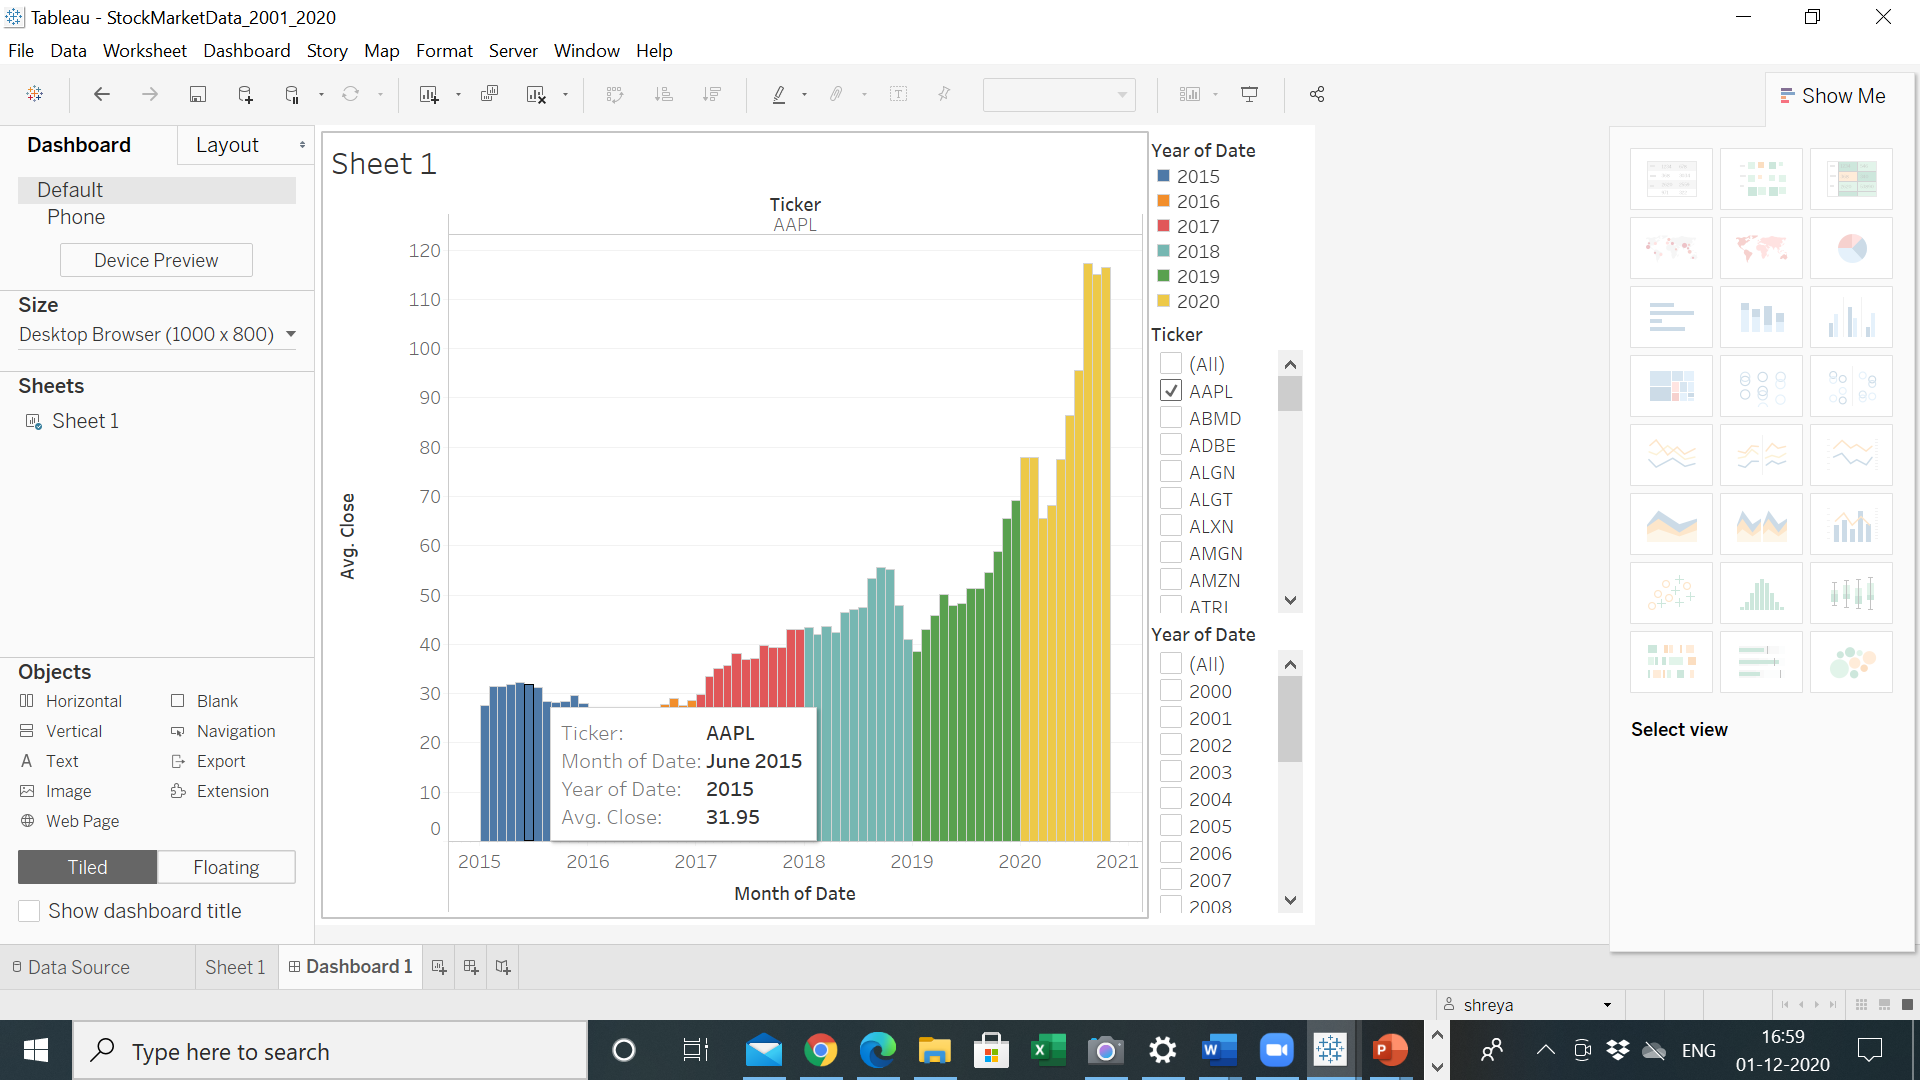 Tableau - StockMarketData_2001_2020
File Data Worksheet Dashboard Story Map Format Server Window Help
Show Me
Dashboard Layout
Default
Phone
Device Preview
Size
Desktop Browser (1000 x 800)
Sheets
Sheet 1
Objects
Horizontal Blank
Vertical Navigation
A Text Export
Image Extension
Web Page
Tiled Floating
Show dashboard title
Sheet 1
Ticker
AAPL
120
110
100
90
80
70
60
50
40
30
20
10
0
Avg. Close
2015 2016 2017 2018 2019 2020 2021
Month of Date
Ticker: AAPL
Month of Date: June 2015
Year of Date: 2015
Avg. Close: 31.95
Year of Date
2015
2016
2017
2018
2019
2020
Ticker
(All)
AAPL
ABMD
ADBE
ALGN
ALGT
ALXN
AMGN
AMZN
ATRI
Year of Date
(All)
2000
2001
2002
2003
2004
2005
2006
2007
2008
Select view
Data Source Sheet 1 Dashboard 1
shreya
Type here to search
ENG
16:59
01-12-2020